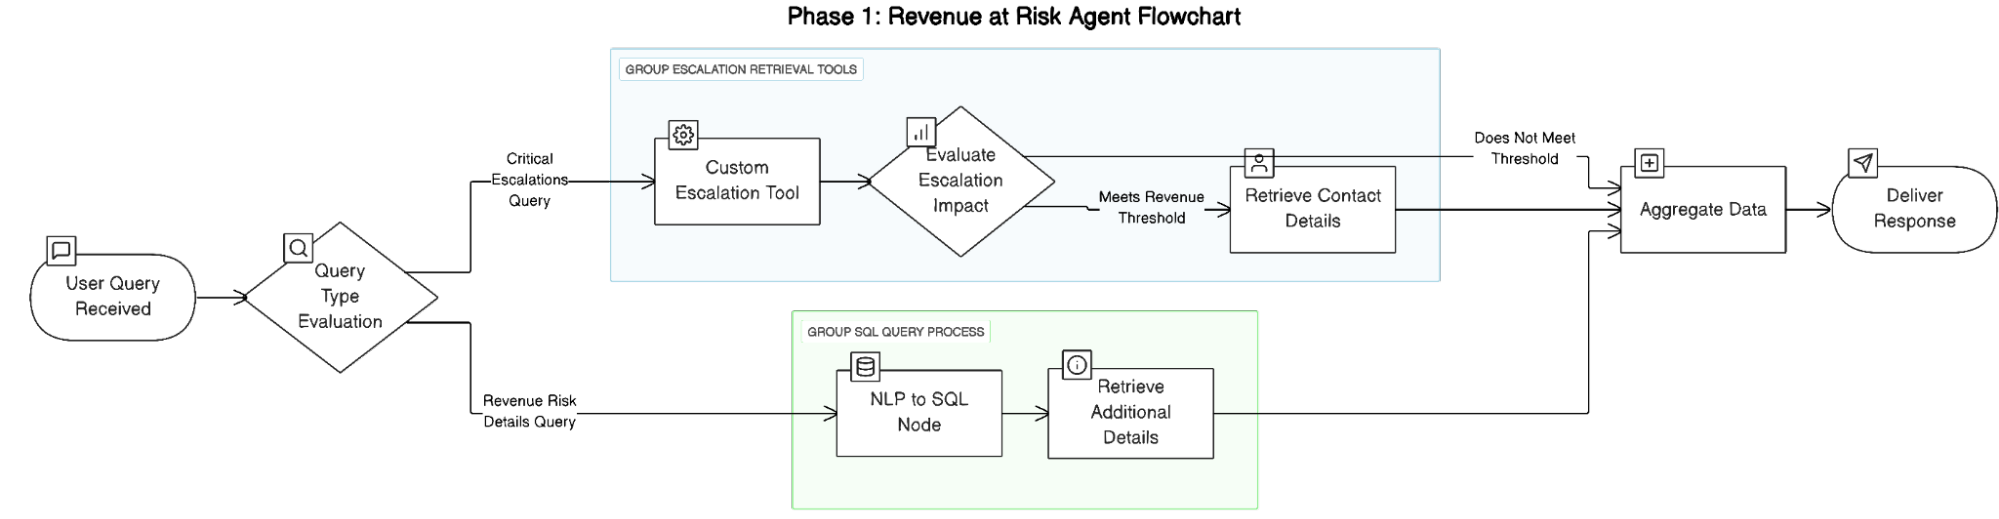 Phase 1: Revenue at Risk Agent Flowchart
GROUP ESCALATION RETRIEVAL TOOLS
User Query
Received
Query
Type
Evaluation
Critical
Escalations
Query
Custom
Escalation Tool
Evaluate
Escalation
Impact
Does Not Meet
Threshold
Meets Revenue
Threshold
Retrieve Contact
Details
Aggregate Data
Deliver
Response
Revenue Risk
Details Query
GROUP SQL QUERY PROCESS
NLP to SQL
Node
Retrieve
Additional
Details